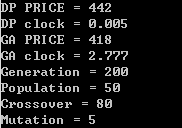 DP PRICE = 442
DP clock = 0.005
GA PRICE = 418
GA clock = 2.777
Generation = 200
Population = 50
Crossover = 80
Mutation = 5